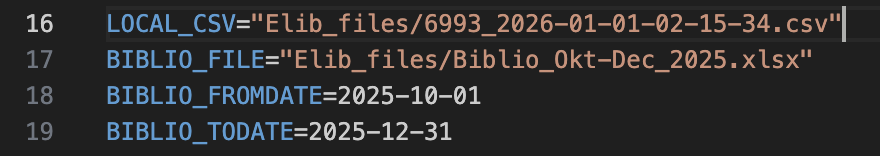 16 LOCAL_CSV="Elib_files/6993_2026-01-01-02-15-34.csv"
17 BIBLIO_FILE="Elib_files/Biblio_Okt-Dec_2025.xlsx"
18 BIBLIO_FROMDATE=2025-10-01
19 BIBLIO_TODATE=2025-12-31